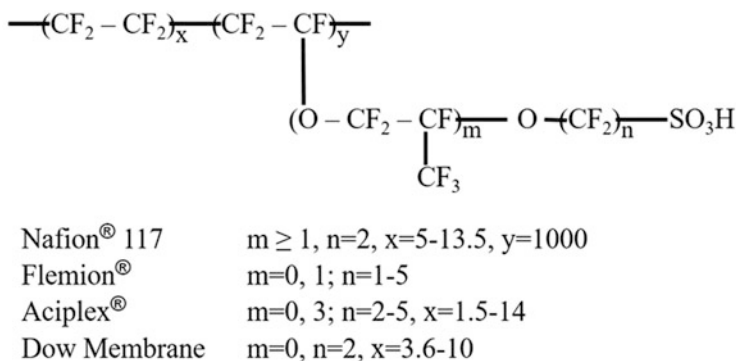 (CF₂ – CF₂)ₓ (CF₂ – CF)y
(O – CF₂ – CF)m O (CF₂)n SO₃H
CF₃
Nafion® 117 m ≥ 1, n=2, x=5-13.5, y=1000
Flemion® m=0, 1; n=1-5
Aciplex® m=0, 3; n=2-5, x=1.5-14
Dow Membrane m=0, n=2, x=3.6-10